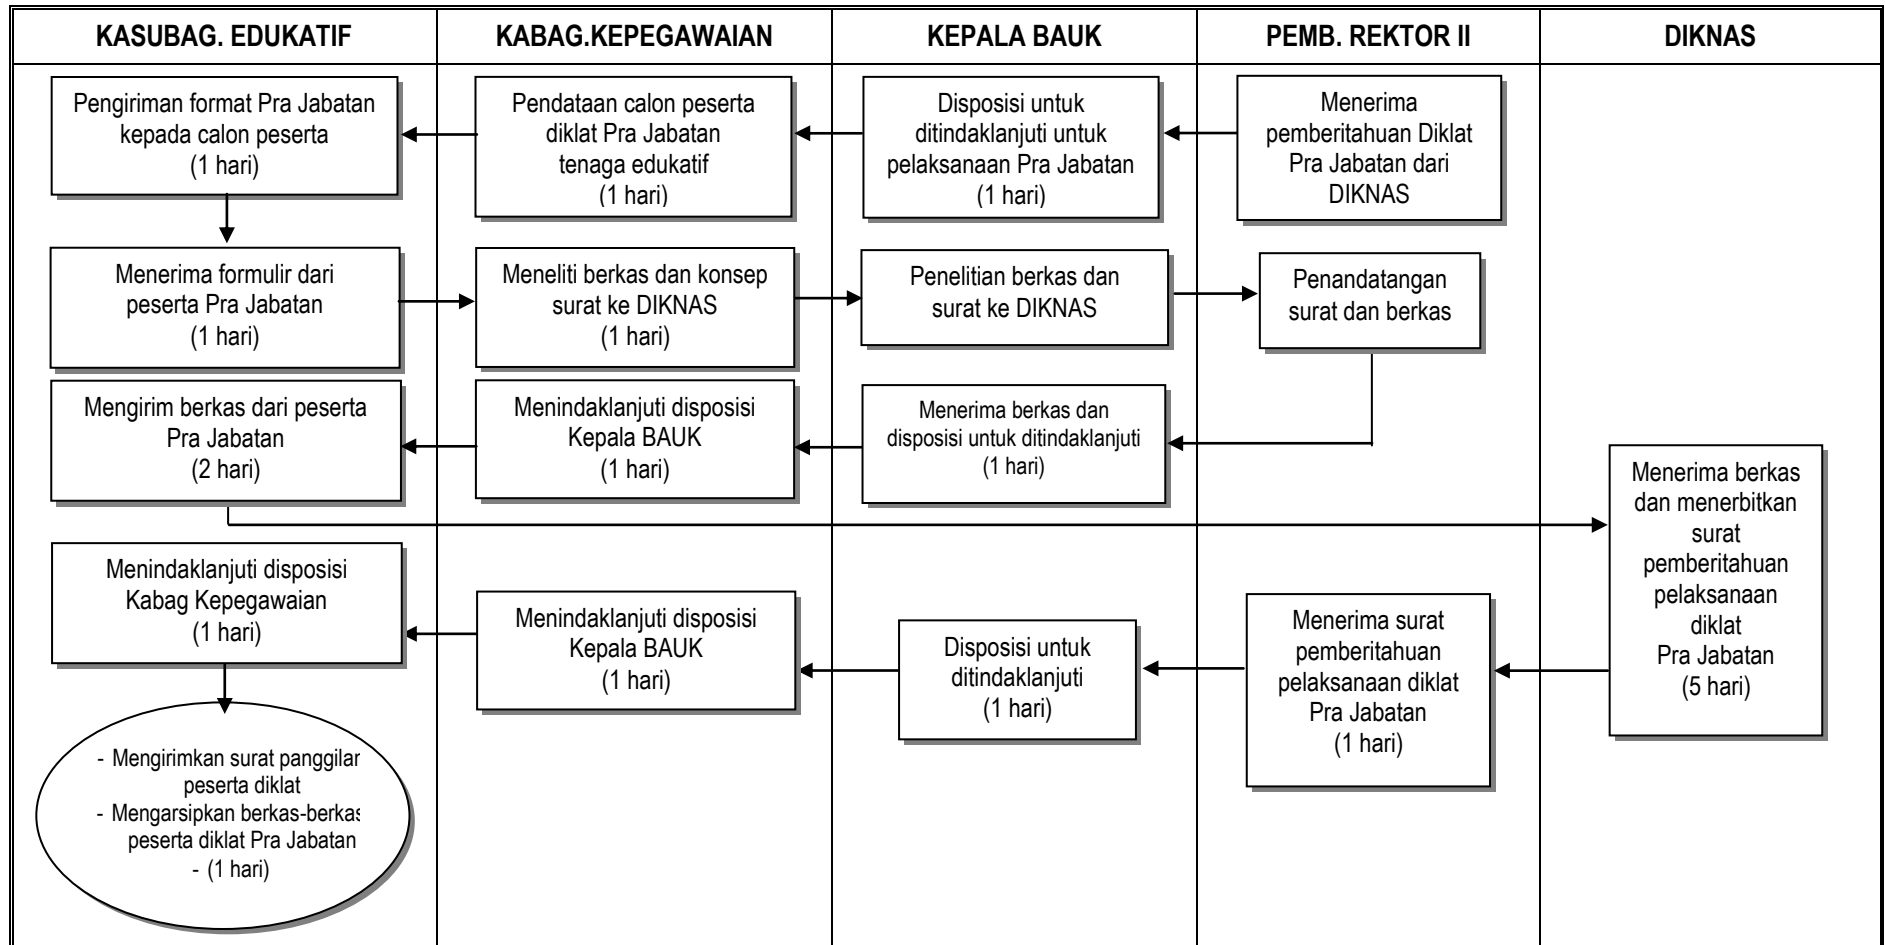 KASUBAG. EDUKATIF
KABAG.KEPEGAWAIAN
KEPALA BAUK
PEMB. REKTOR II
DIKNAS
Pengiriman format Pra Jabatan
kepada calon peserta
(1 hari)
Pendataan calon peserta
diklat Pra Jabatan
tenaga edukatif
(1 hari)
Disposisi untuk
ditindaklanjuti untuk
pelaksanaan Pra Jabatan
(1 hari)
Menerima
pemberitahuan Diklat
Pra Jabatan dari
DIKNAS
Menerima formulir dari
peserta Pra Jabatan
(1 hari)
Meneliti berkas dan konsep
surat ke DIKNAS
(1 hari)
Penelitian berkas dan
surat ke DIKNAS
Penandatangan
surat dan berkas
Mengirim berkas dari peserta
Pra Jabatan
(2 hari)
Menindaklanjuti disposisi
Kepala BAUK
(1 hari)
Menerima berkas dan
disposisi untuk ditindaklanjuti
(1 hari)
Menerima berkas
dan menerbitkan
surat
pemberitahuan
pelaksanaan
diklat
Pra Jabatan
(5 hari)
Menindaklanjuti disposisi
Kabag Kepegawaian
(1 hari)
Menindaklanjuti disposisi
Kepala BAUK
(1 hari)
Disposisi untuk
ditindaklanjuti
(1 hari)
Menerima surat
pemberitahuan
pelaksanaan diklat
Pra Jabatan
(1 hari)
- Mengirimkan surat panggilan
peserta diklat
- Mengarsipkan berkas-berkas
peserta diklat Pra Jabatan
- (1 hari)